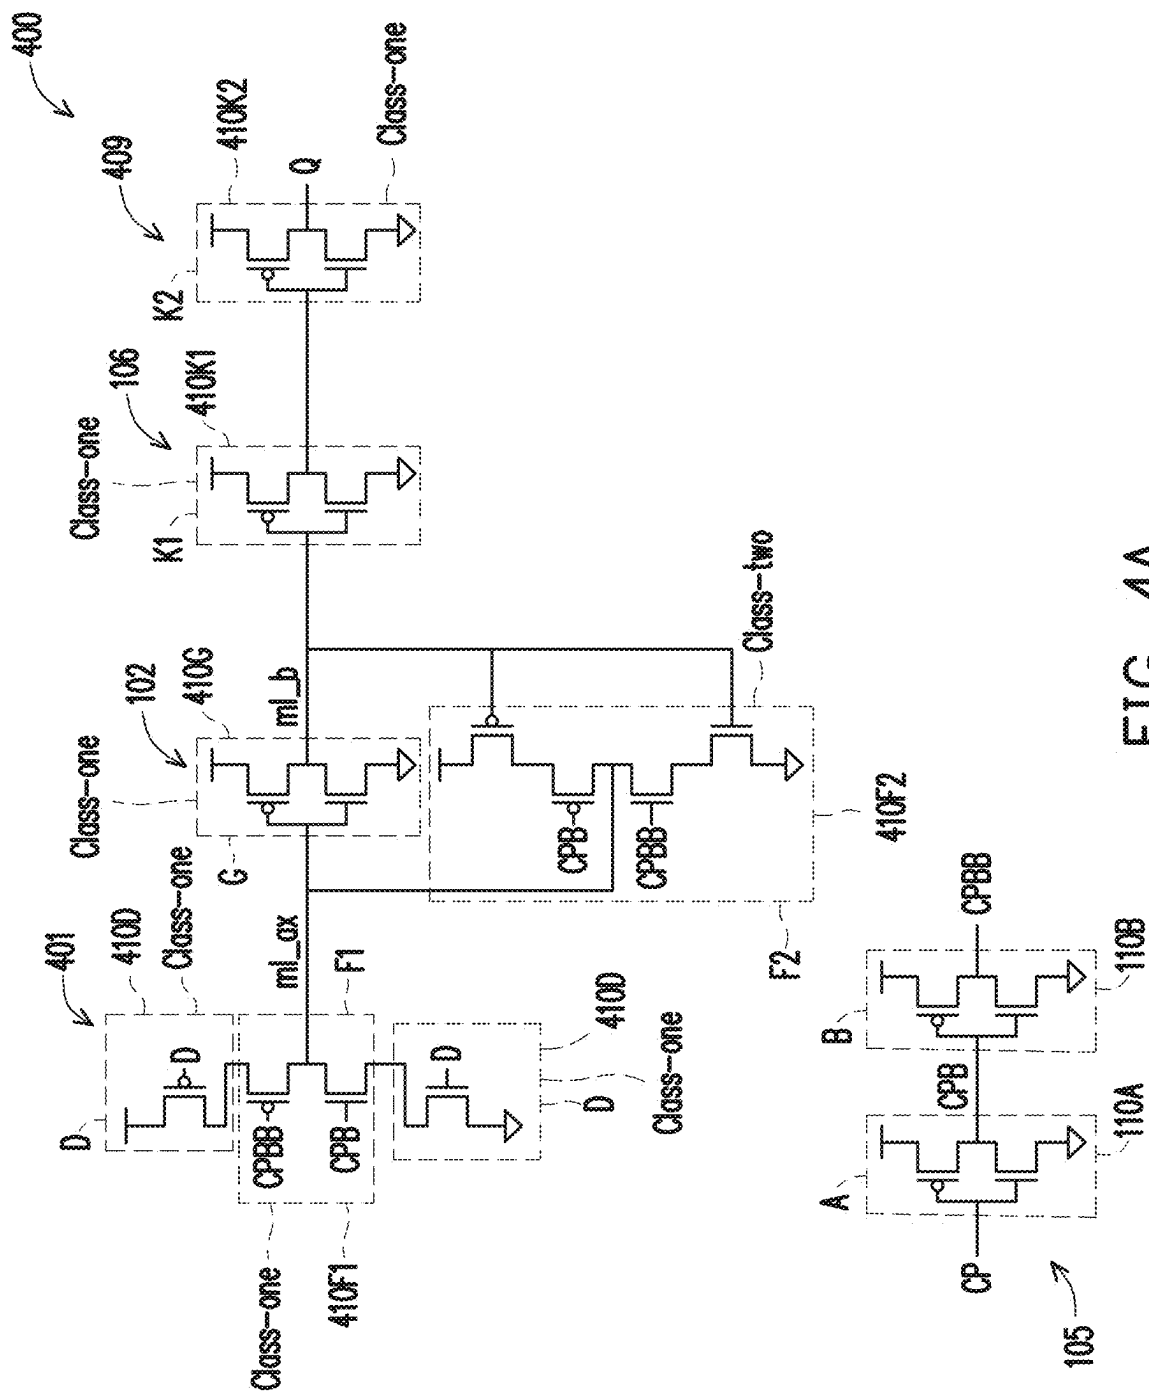 400
401
Class-one
Class-one
D
409
106
102
410D
K2
K1
Class-one
410K2
410K1
410G
G
D
Class-one
CPBB
ml_ax
ml_b
Q
410F1
CPB
F1
Class-one
D
CPB
410D
D
CPBB
Class-one
Class-two
F2
410F2
A
B
CP
CPB
CPBB
105
110A
110B
FIG. 4A